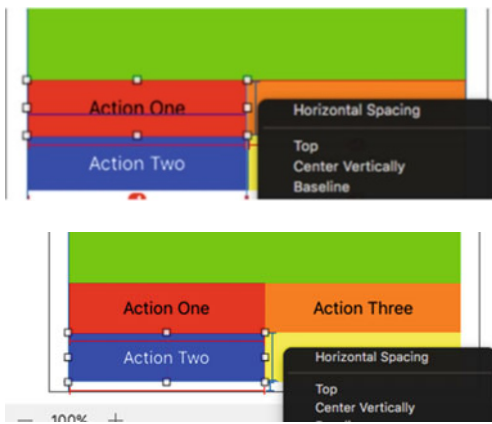 Action One
Horizontal Spacing
Top
Action Two
Center Vertically
Baseline
Action One
Action Three
Action Two
Horizontal Spacing
Top
Center Vertically
100%